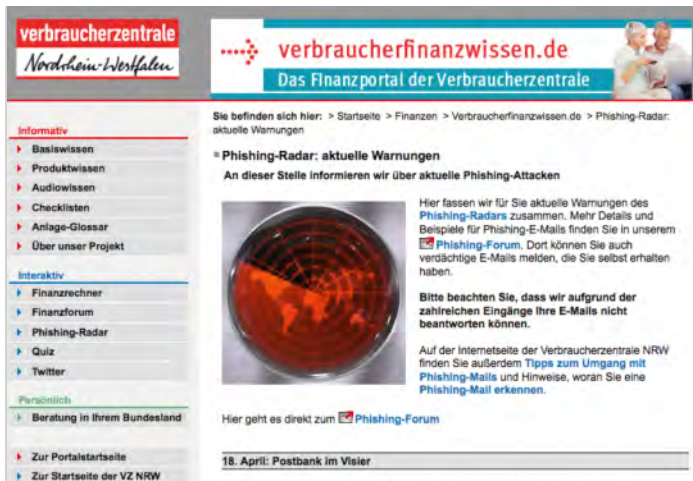 verbraucherzentrale
Nordrhein-Westfalen
verbraucherfinanzwissen.de
Das Finanzportal der Verbraucherzentrale
Informativ
Basiswissen
Produktwissen
Audiowissen
Checklisten
Anlage-Glossar
Über unser Projekt
Interaktiv
Finanzrechner
Finanzforum
Phishing-Radar
Quiz
Twitter
Persönlich
Beratung in Ihrem Bundesland
Zur Portalstartseite
Zur Startseite der VZ NRW
Sie befinden sich hier: > Startseite > Finanzen > Verbraucherfinanzwissen.de > Phishing-Radar:
aktuelle Warnungen
Phishing-Radar: aktuelle Warnungen
An dieser Stelle informieren wir über aktuelle Phishing-Attacken
Hier fassen wir für Sie aktuelle Warnungen des
Phishing-Radars zusammen. Mehr Details und
Beispiele für Phishing-E-Mails finden Sie in unserem
Phishing-Forum. Dort können Sie auch
verdächtige E-Mails melden, die Sie selbst erhalten
haben.
Bitte beachten Sie, dass wir aufgrund der
zahlreichen Eingänge Ihre E-Mails nicht
beantworten können.
Auf der Internetseite der Verbraucherzentrale NRW
finden Sie außerdem Tipps zum Umgang mit
Phishing-Mails und Hinweise, woran Sie eine
Phishing-Mail erkennen.
Hier geht es direkt zum Phishing-Forum
18. April: Postbank im Visier